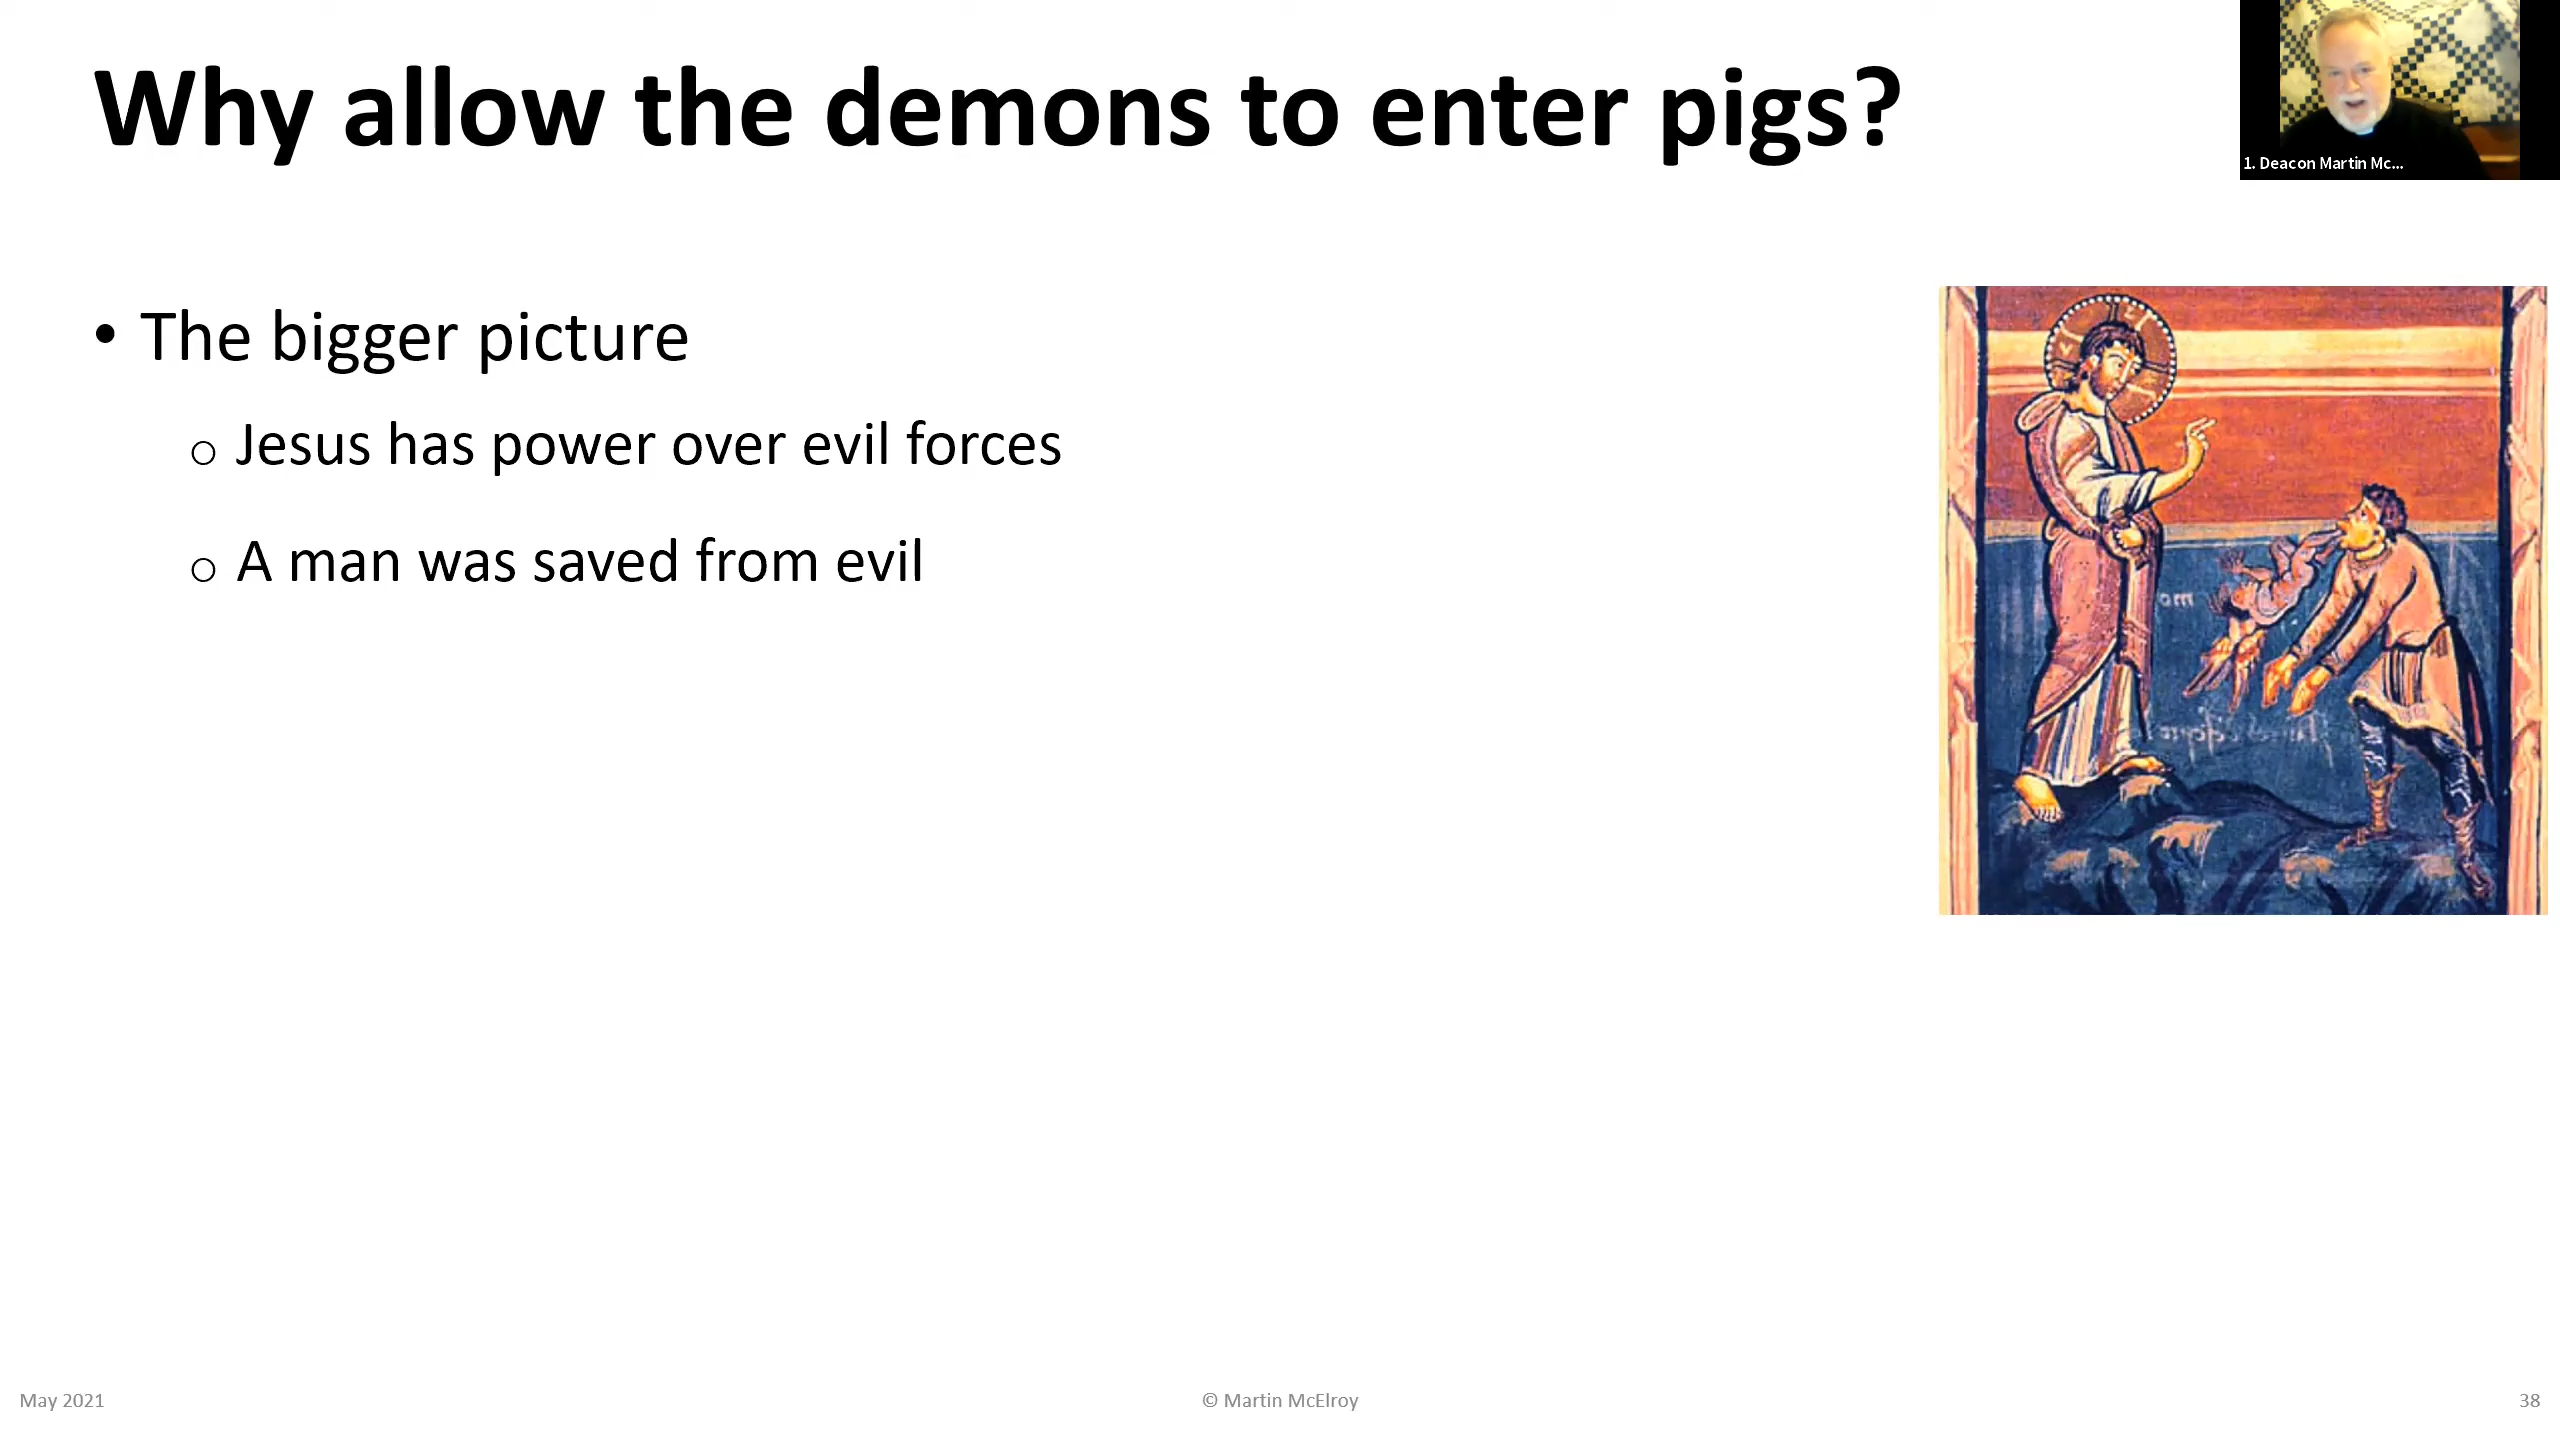 Why allow the demons to enter pigs?
1. Deacon Martin Mc...
• The bigger picture
o Jesus has power over evil forces
o A man was saved from evil
May 2021
© Martin McElroy
38